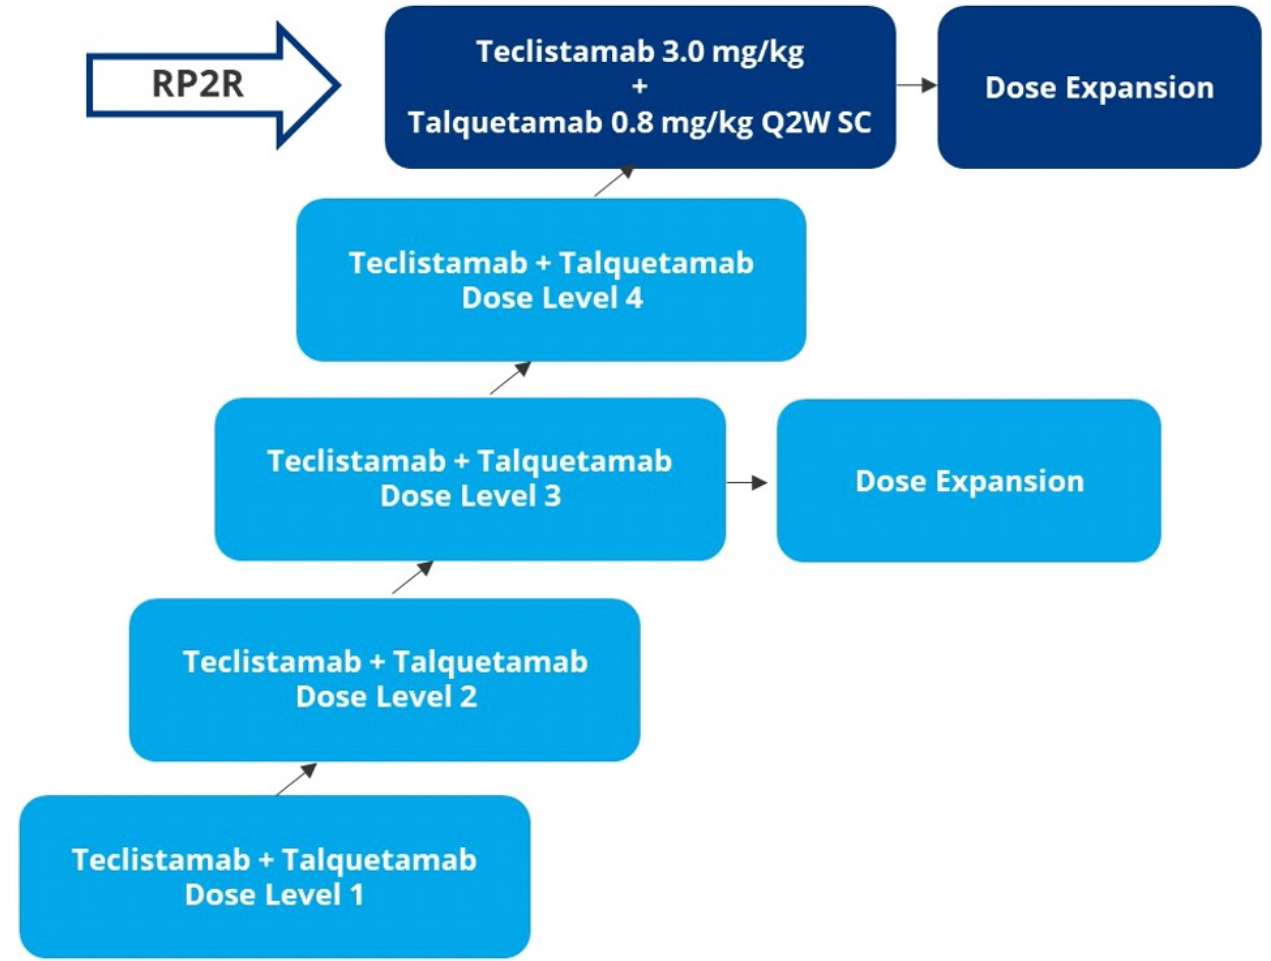 RP2R
Teclistamab 3.0 mg/kg
+
Talquetamab 0.8 mg/kg Q2W SC
Dose Expansion
Teclistamab + Talquetamab
Dose Level 4
Teclistamab + Talquetamab
Dose Level 3
Dose Expansion
Teclistamab + Talquetamab
Dose Level 2
Teclistamab + Talquetamab
Dose Level 1